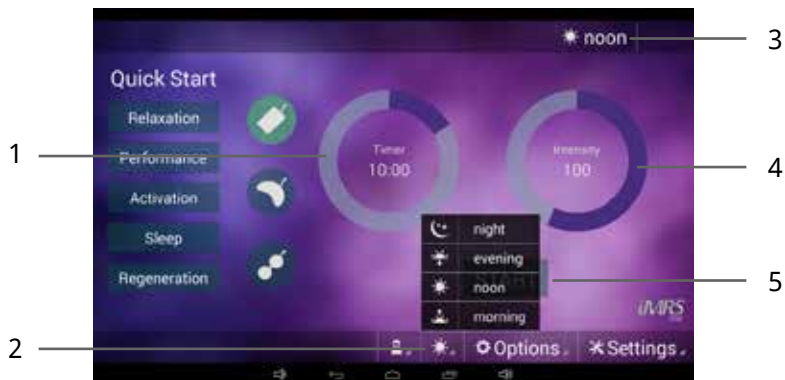 noon
3
Quick Start
Relaxation
Performance
Activation
Sleep
Regeneration
1
Timer
10:00
Intensity
100
4
night
evening
noon
morning
START
5
iMRS
2
Options
Settings